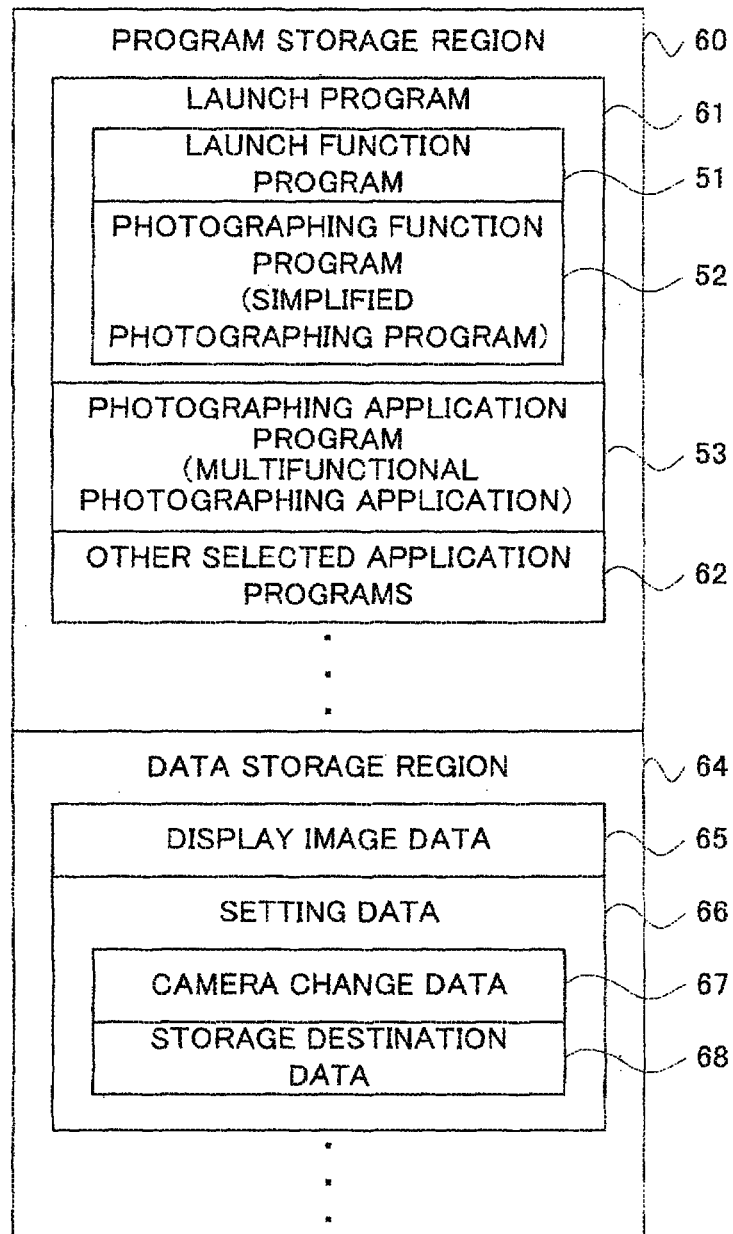 PROGRAM STORAGE REGION 60
LAUNCH PROGRAM 61
LAUNCH FUNCTION
PROGRAM 51
PHOTOGRAPHING FUNCTION
PROGRAM 52
(SIMPLIFIED
PHOTOGRAPHING PROGRAM)
PHOTOGRAPHING APPLICATION
PROGRAM 53
(MULTIFUNCTIONAL
PHOTOGRAPHING APPLICATION)
OTHER SELECTED APPLICATION 62
PROGRAMS
DATA STORAGE REGION 64
DISPLAY IMAGE DATA 65
SETTING DATA 66
CAMERA CHANGE DATA 67
STORAGE DESTINATION 68
DATA